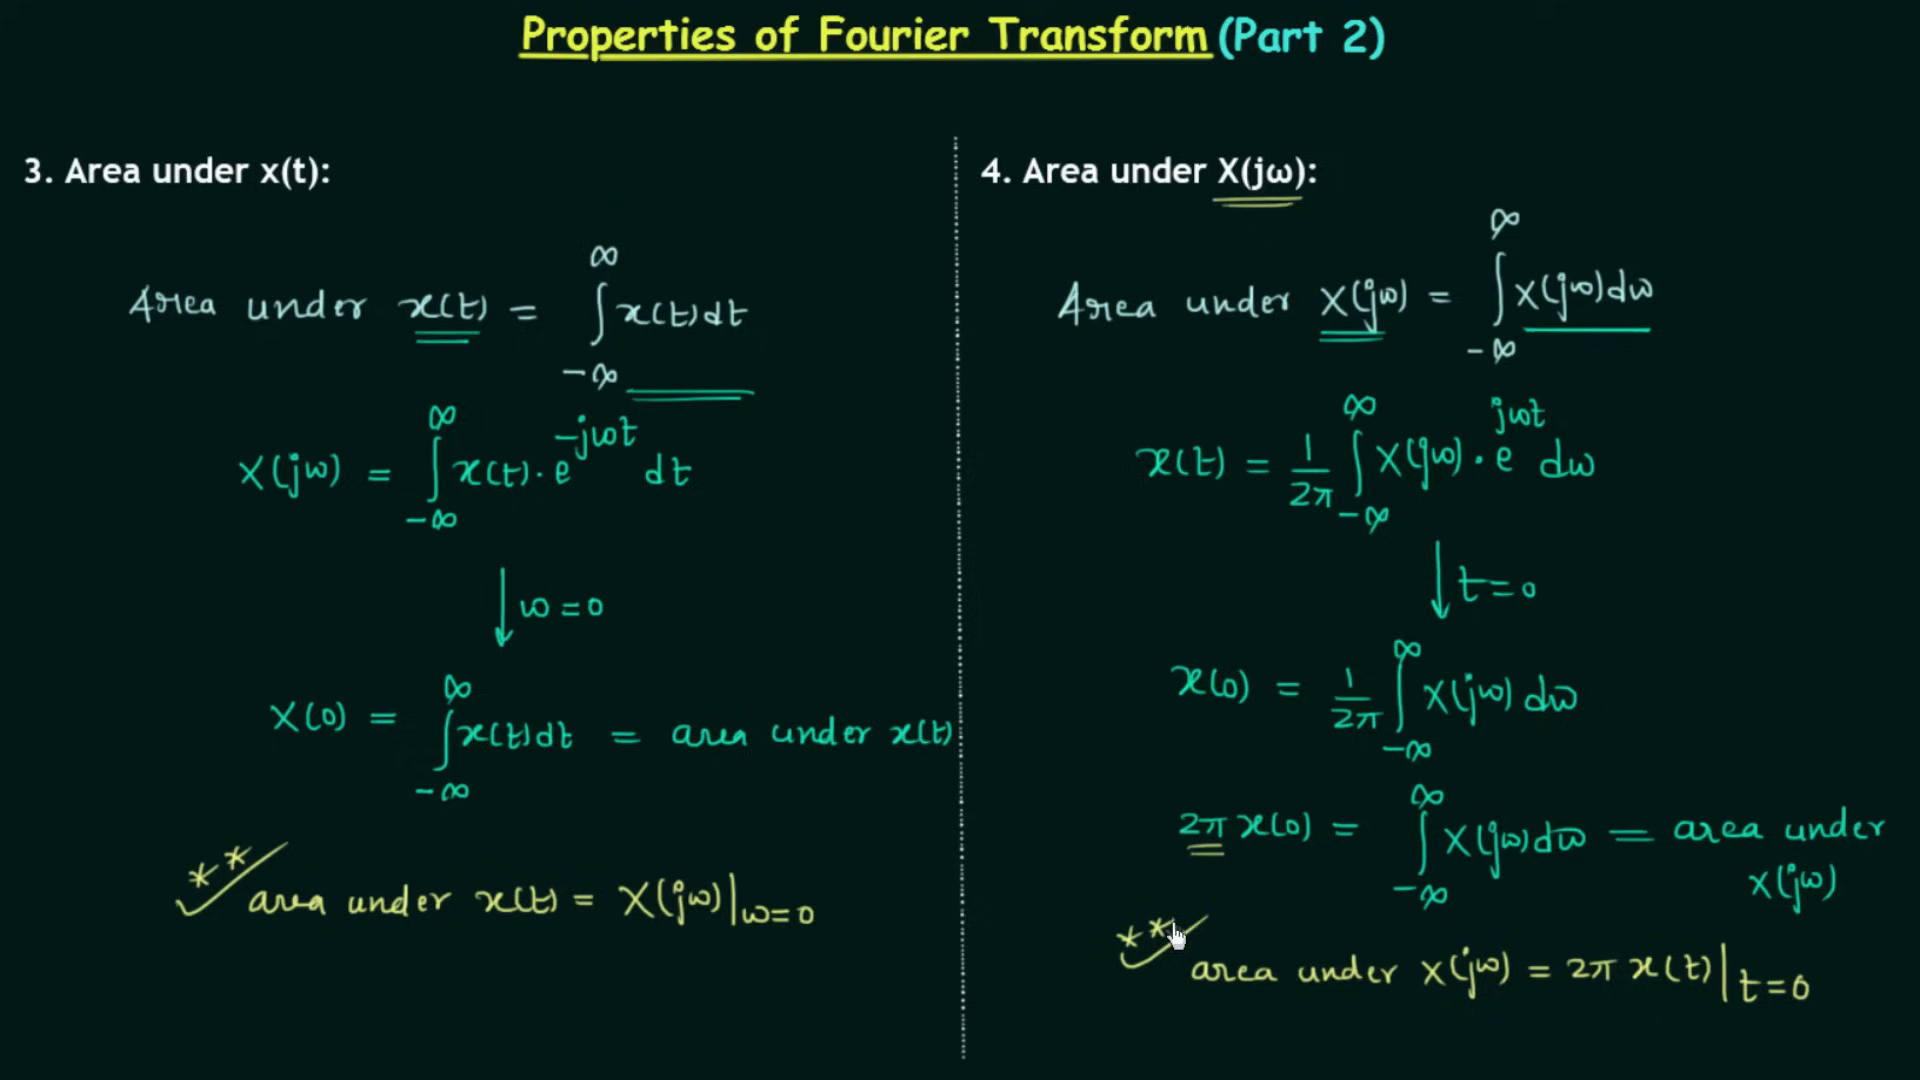 Properties of Fourier Transform (Part 2)
3. Area under x(t):
Area under x(t) = ∫_{-∞}^{∞} x(t)dt
X(jω) = ∫_{-∞}^{∞} x(t)·e^{-jωt} dt
↓ ω=0
X(0) = ∫_{-∞}^{∞} x(t)dt = area under x(t)
** area under x(t) = X(jω)|ω=0
4. Area under X(jω):
Area under X(jω) = ∫_{-∞}^{∞} X(jω)dω
x(t) = 1/2π ∫_{-∞}^{∞} X(jω)·e^{jωt} dω
↓ t=0
x(0) = 1/2π ∫_{-∞}^{∞} X(jω)dω
2π x(0) = ∫_{-∞}^{∞} X(jω)dω = area under
X(jω)
** area under X(jω) = 2π x(t)|t=0